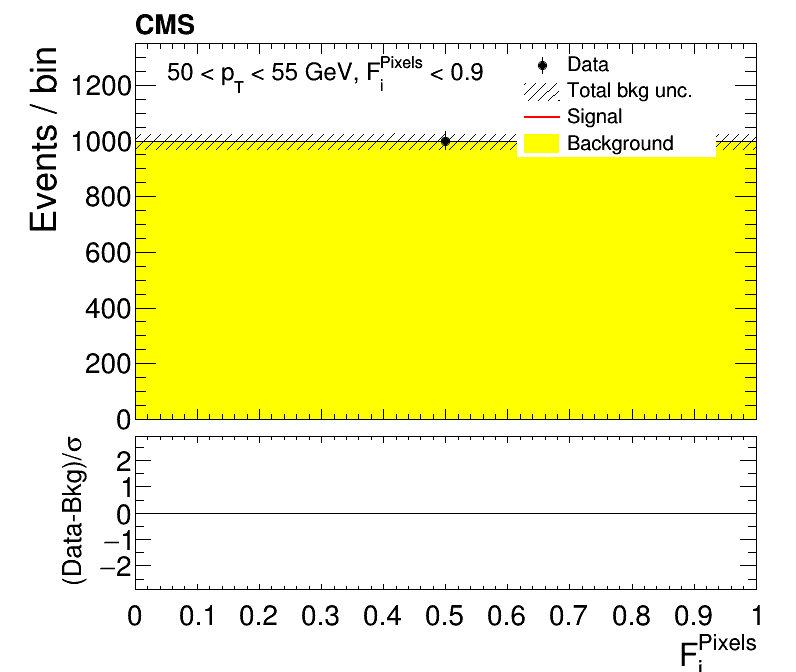 CMS
50 < p_T < 55 GeV, F_i^Pixels < 0.9
Data
Total bkg unc.
Signal
Background
Events / bin
1200
1000
800
600
400
200
0
(Data-Bkg)/σ
2
1
0
−1
−2
0 0.1 0.2 0.3 0.4 0.5 0.6 0.7 0.8 0.9 1
F_i^Pixels